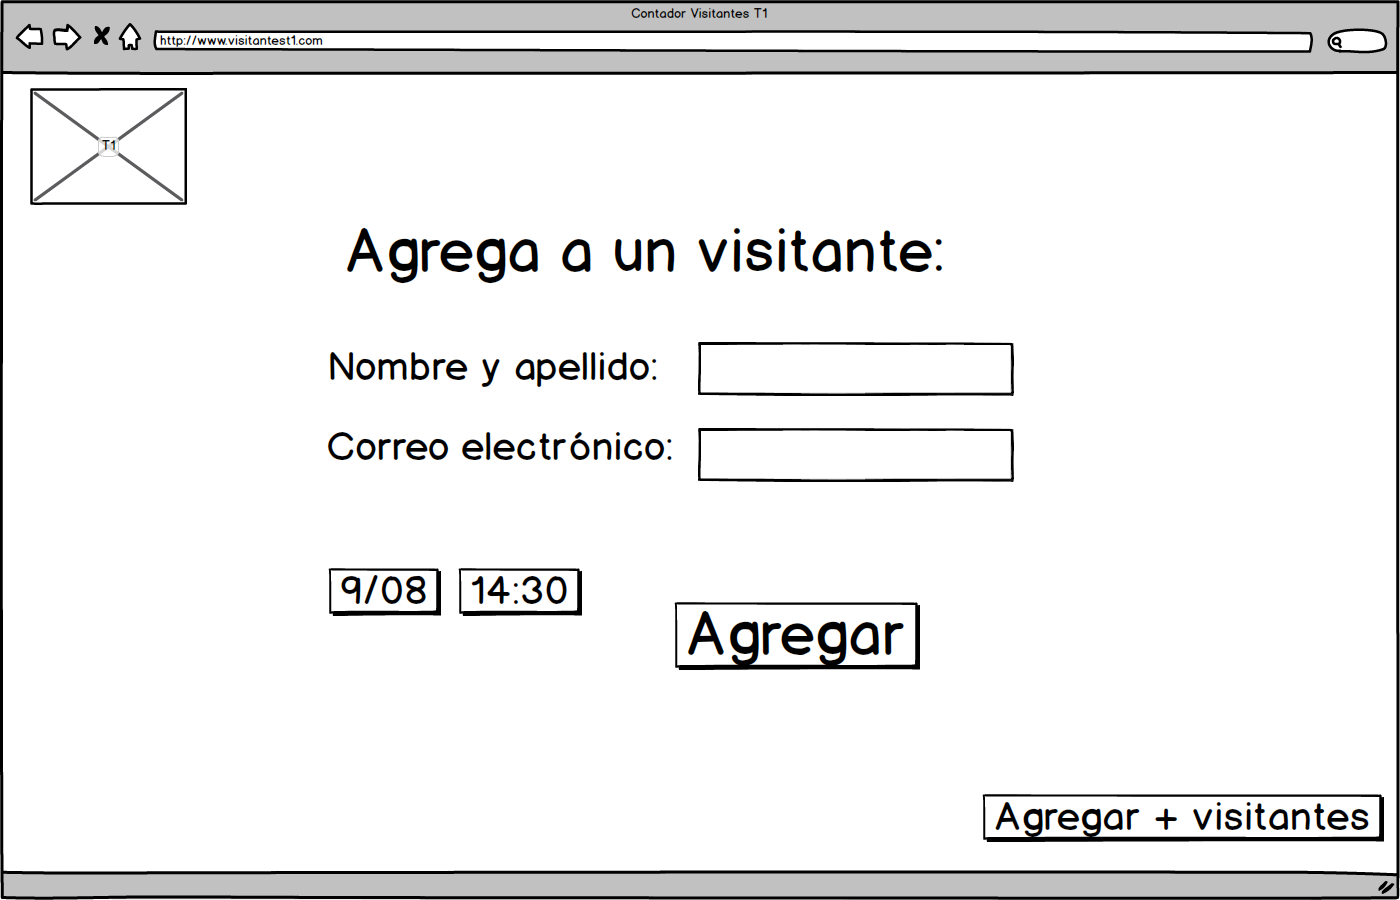 Contador Visitantes T1
http://www.visitantest1.com
T1
Agrega a un visitante:
Nombre y apellido:
Correo electrónico:
9/08 14:30
Agregar
Agregar + visitantes